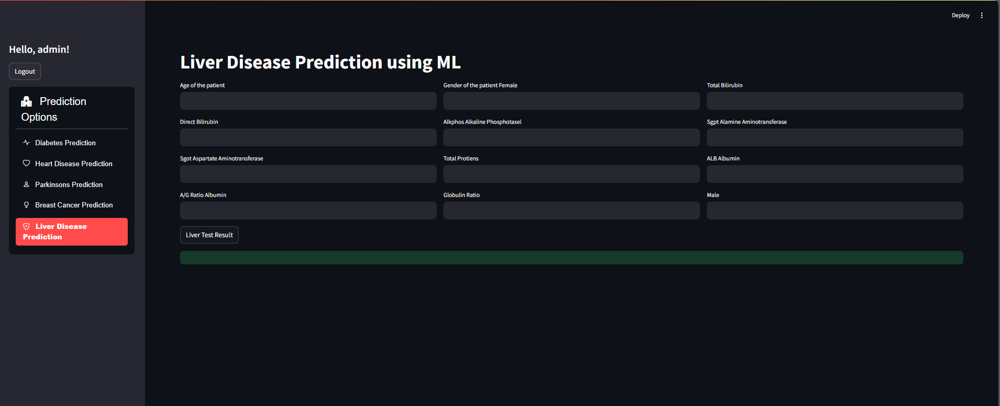 Deploy
Hello, admin!
Logout
Prediction
Options
Diabetes Prediction
Heart Disease Prediction
Parkinsons Prediction
Breast Cancer Prediction
Liver Disease
Prediction
Liver Disease Prediction using ML
Age of the patient
Gender of the patient Female
Total Bilirubin
Direct Bilirubin
Alkphos Alkaline Phosphotasel
Sgpt Alamine Aminotransferase
Sgot Aspartate Aminotransferase
Total Protiens
ALB Albumin
A/G Ratio Albumin
Globulin Ratio
Male
Liver Test Result